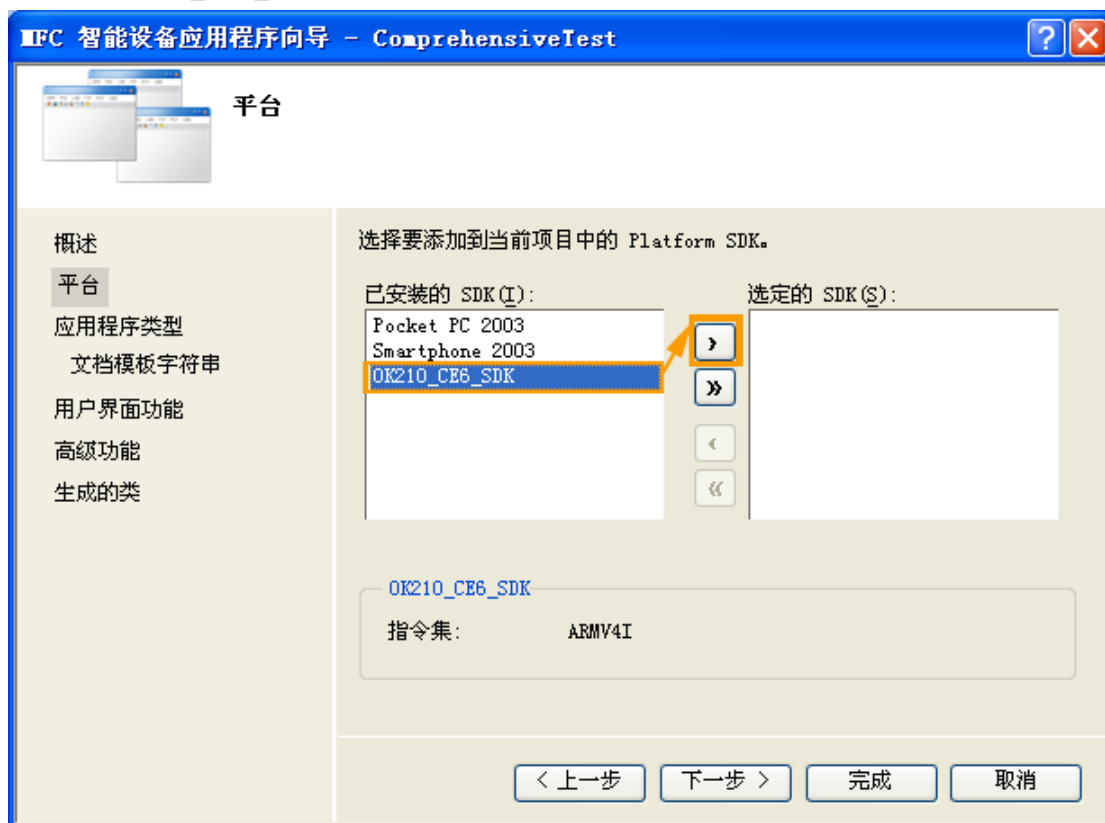 MFC 智能设备应用程序向导 - ComprehensiveTest
平台
概述
平台
应用程序类型
文档模板字符串
用户界面功能
高级功能
生成的类
选择要添加到当前项目中的 Platform SDK。
已安装的 SDK(I):
Pocket PC 2003
Smartphone 2003
OK210_CE6_SDK
选定的 SDK(S):
OK210_CE6_SDK
指令集: ARMV4I
< 上一步 下一步 > 完成 取消